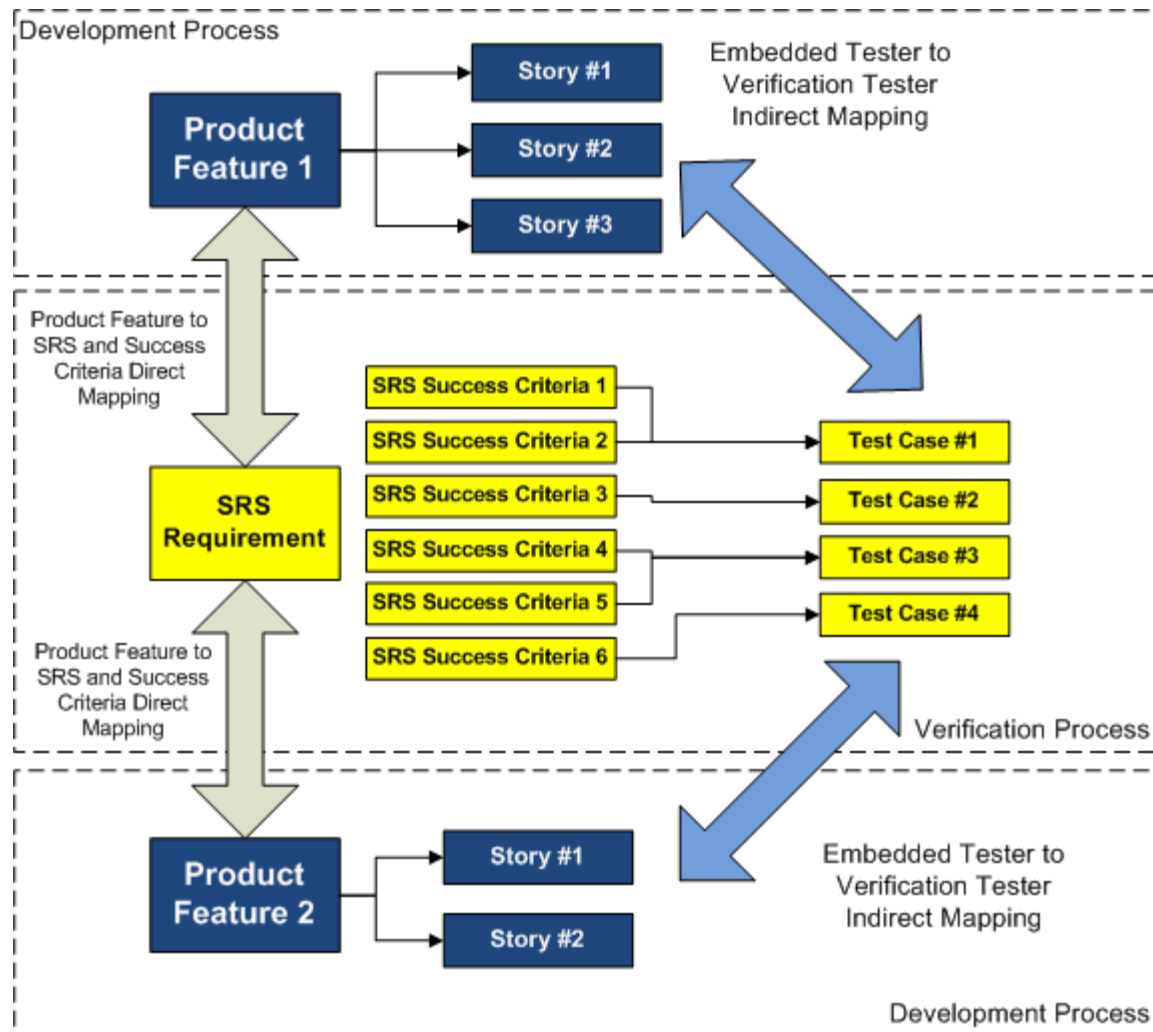 Development Process
Embedded Tester to
Verification Tester
Indirect Mapping
Product
Feature 1
Story #1
Story #2
Story #3
Product Feature to
SRS and Success
Criteria Direct
Mapping
SRS
Requirement
SRS Success Criteria 1
SRS Success Criteria 2
SRS Success Criteria 3
SRS Success Criteria 4
SRS Success Criteria 5
SRS Success Criteria 6
Test Case #1
Test Case #2
Test Case #3
Test Case #4
Product Feature to
SRS and Success
Criteria Direct
Mapping
Verification Process
Product
Feature 2
Story #1
Story #2
Embedded Tester to
Verification Tester
Indirect Mapping
Development Process